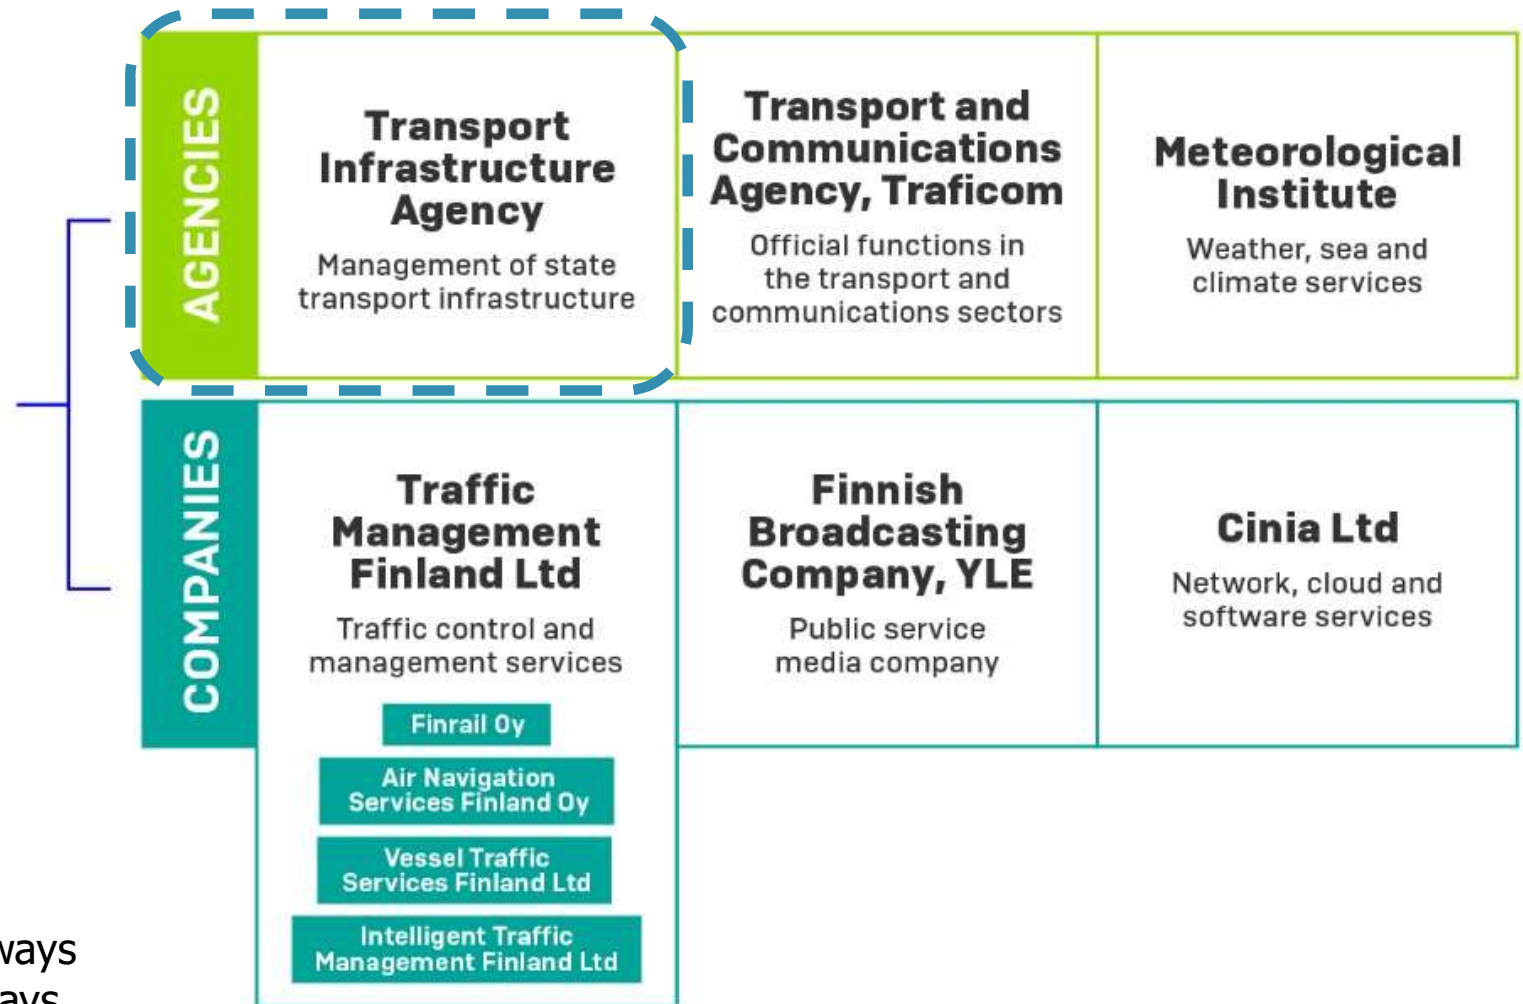 AGENCIES
Transport
Infrastructure
Agency
Management of state
transport infrastructure
Transport and
Communications
Agency, Traficom
Official functions in
the transport and
communications sectors
Meteorological
Institute
Weather, sea and
climate services
COMPANIES
Traffic
Management
Finland Ltd
Traffic control and
management services
Finrail Oy
Air Navigation
Services Finland Oy
Vessel Traffic
Services Finland Ltd
Intelligent Traffic
Management Finland Ltd
Finnish
Broadcasting
Company, YLE
Public service
media company
Cinia Ltd
Network, cloud and
software services